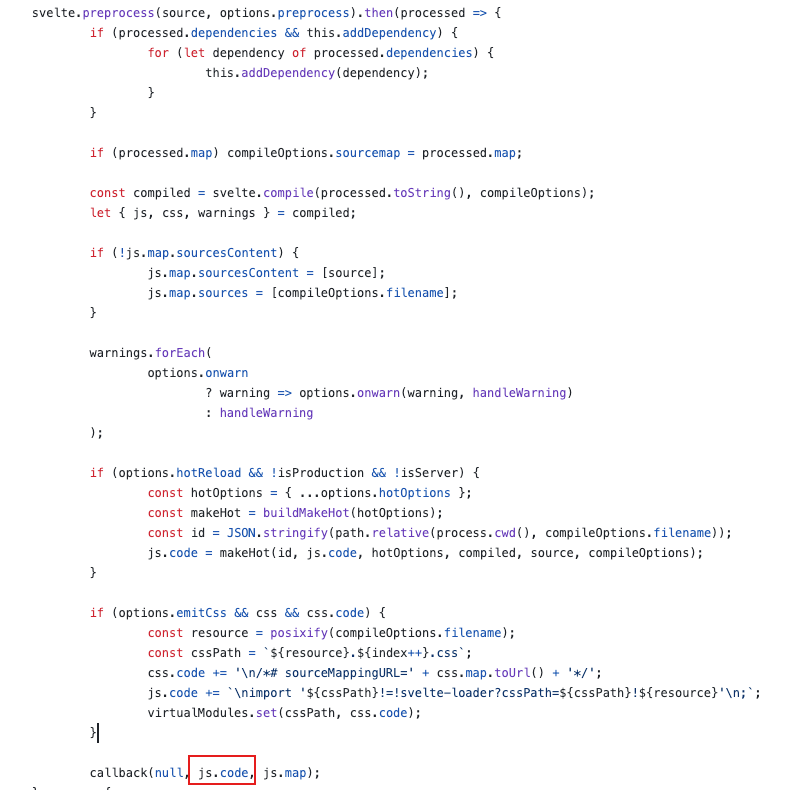 svelte.preprocess(source, options.preprocess).then(processed => {
if (processed.dependencies && this.addDependency) {
for (let dependency of processed.dependencies) {
this.addDependency(dependency);
}
}
if (processed.map) compileOptions.sourcemap = processed.map;
const compiled = svelte.compile(processed.toString(), compileOptions);
let { js, css, warnings } = compiled;
if (!js.map.sourcesContent) {
js.map.sourcesContent = [source];
js.map.sources = [compileOptions.filename];
}
warnings.forEach(
options.onwarn
? warning => options.onwarn(warning, handleWarning)
: handleWarning
);
if (options.hotReload && !isProduction && !isServer) {
const hotOptions = { ...options.hotOptions };
const makeHot = buildMakeHot(hotOptions);
const id = JSON.stringify(path.relative(process.cwd(), compileOptions.filename));
js.code = makeHot(id, js.code, hotOptions, compiled, source, compileOptions);
}
if (options.emitCss && css && css.code) {
const resource = posixify(compileOptions.filename);
const cssPath = `${resource}.${index++}.css`;
css.code += '\n/*# sourceMappingURL=' + css.map.toUrl() + '*/';
js.code += `\nimport '${cssPath}!=!svelte-loader?cssPath=${cssPath}!${resource}'\n;`;
virtualModules.set(cssPath, css.code);
}
callback(null, js.code, js.map);